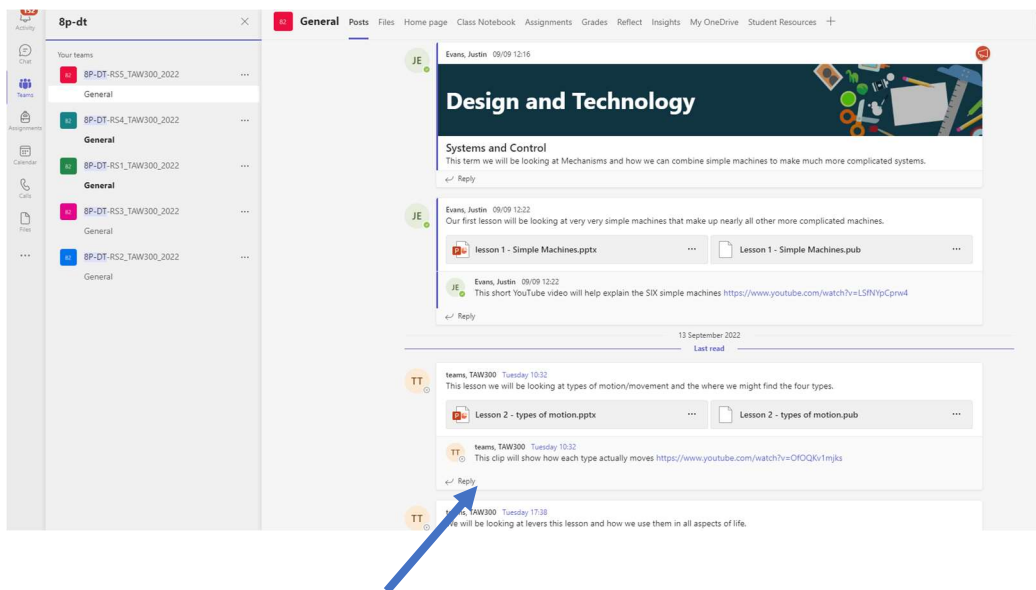 132
Activity
Chat
Teams
Assignments
Calendar
Calls
Files
...
8p-dt
Your teams
8P-DT-RS5_TAW300_2022 ...
General
8P-DT-RS4_TAW300_2022 ...
General
8P-DT-RS1_TAW300_2022
General
8P-DT-RS3_TAW300_2022 ...
General
8P-DT-RS2_TAW300_2022 ...
General
82 General Posts Files Home page Class Notebook Assignments Grades Reflect Insights My OneDrive Student Resources +
JE Evans, Justin 09/09 12:16
Design and Technology
Systems and Control
This term we will be looking at Mechanisms and how we can combine simple machines to make much more complicated systems.
Reply
JE Evans, Justin 09/09 12:22
Our first lesson will be looking at very very simple machines that make up nearly all other more complicated machines.
lesson 1 - Simple Machines.pptx ... Lesson 1 - Simple Machines.pub ...
JE Evans, Justin 09/09 12:22
This short YouTube video will help explain the SIX simple machines https://www.youtube.com/watch?v=LSfNYpCprw4
Reply
13 September 2022
Last read
TT teams, TAW300 Tuesday 10:32
This lesson we will be looking at types of motion/movement and the where we might find the four types.
Lesson 2 - types of motion.pptx ... Lesson 2 - types of motion.pub ...
TT teams, TAW300 Tuesday 10:32
This clip will show how each type actually moves https://www.youtube.com/watch?v=OfOQKv1mjks
Reply
TT TAW300 Tuesday 17:38
We will be looking at levers this lesson and how we use them in all aspects of life.